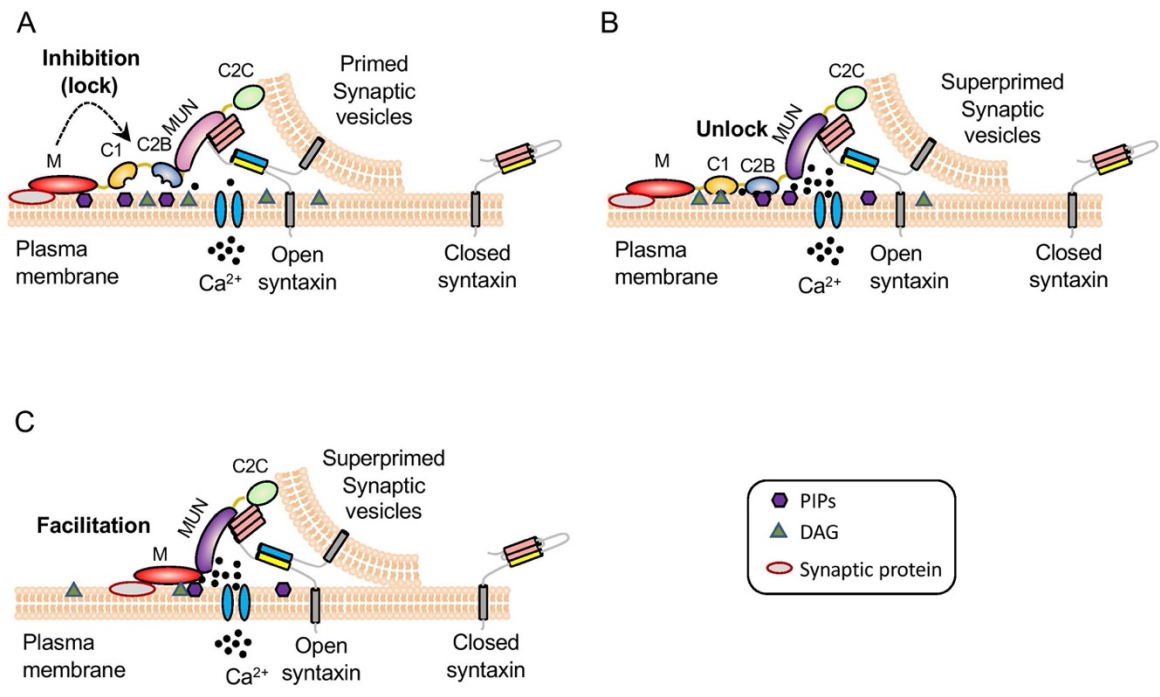 A
Inhibition
(lock)
M
C1
C2B
MUN
C2C
Primed
Synaptic
vesicles
Plasma
membrane
Ca²⁺
Open
syntaxin
Closed
syntaxin
B
Unlock
M
C1
C2B
MUN
C2C
Superprimed
Synaptic
vesicles
Plasma
membrane
Ca²⁺
Open
syntaxin
Closed
syntaxin
C
Facilitation
M
MUN
C2C
Superprimed
Synaptic
vesicles
Plasma
membrane
Ca²⁺
Open
syntaxin
Closed
syntaxin
PIPs
DAG
Synaptic protein